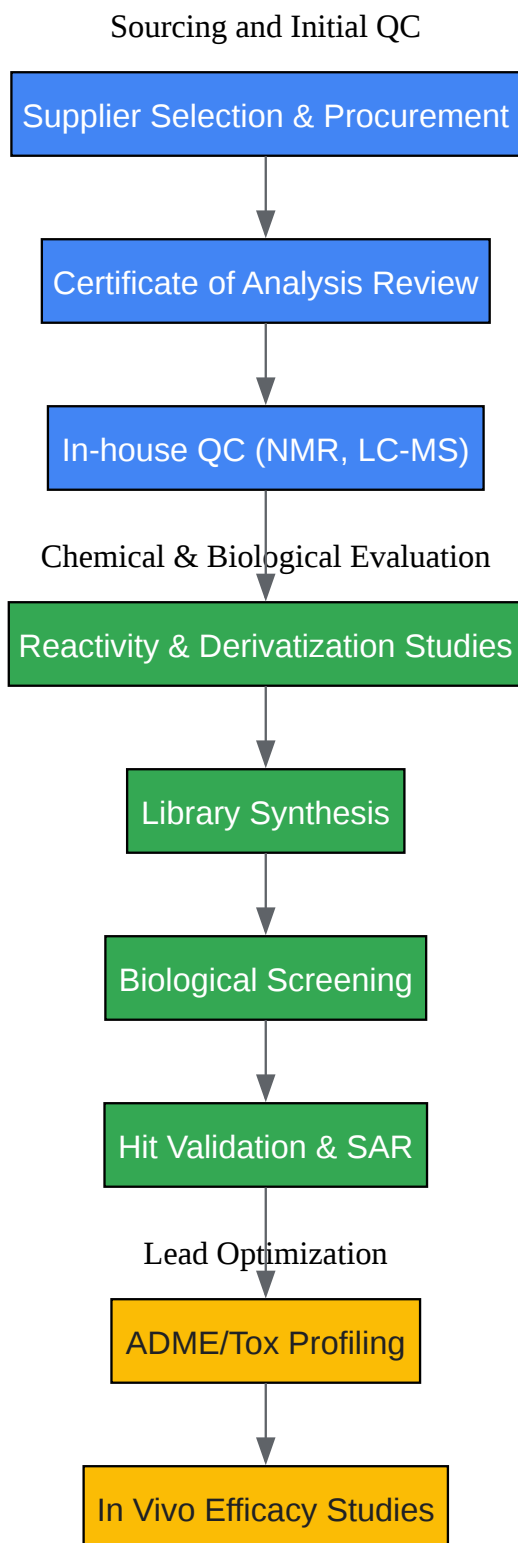 Sourcing and Initial QC
Supplier Selection & Procurement
Certificate of Analysis Review
In-house QC (NMR, LC-MS)
Chemical & Biological Evaluation
Reactivity & Derivatization Studies
Library Synthesis
Biological Screening
Hit Validation & SAR
Lead Optimization
ADME/Tox Profiling
In Vivo Efficacy Studies